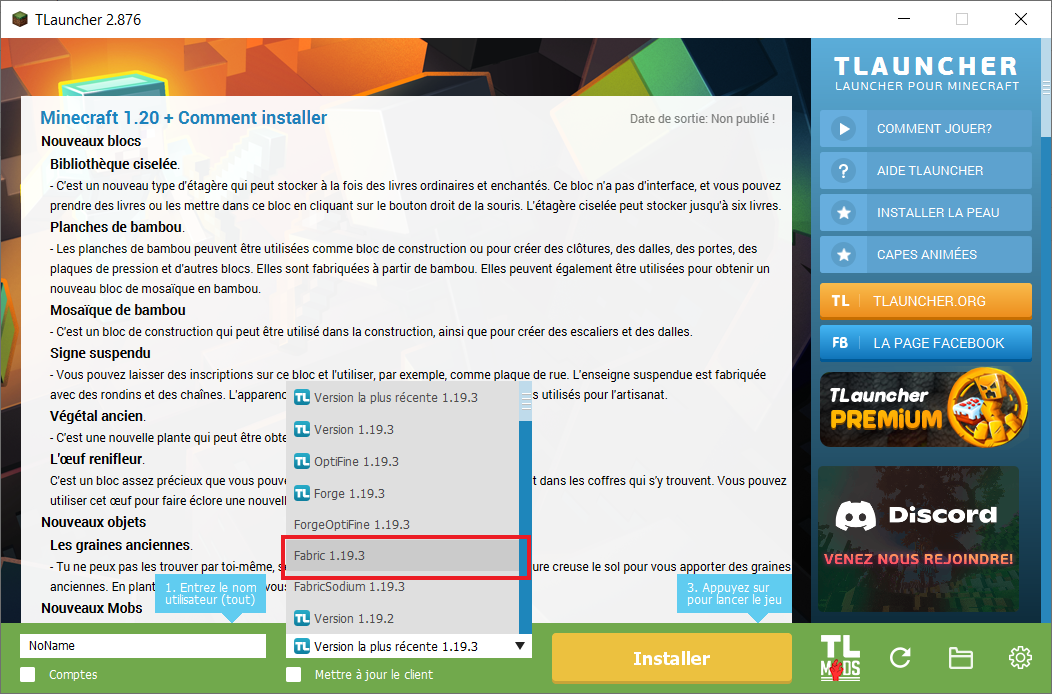 TLauncher 2.876
Minecraft 1.20 + Comment installer
Date de sortie: Non publié !
Nouveaux blocs
Bibliothèque ciselée.
- C'est un nouveau type d'étagère qui peut stocker à la fois des livres ordinaires et enchantés. Ce bloc n'a pas d'interface, et vous pouvez
prendre des livres ou les mettre dans ce bloc en cliquant sur le bouton droit de la souris. L'étagère ciselée peut stocker jusqu'à six livres.
Planches de bambou.
- Les planches de bambou peuvent être utilisées comme bloc de construction ou pour créer des clôtures, des dalles, des portes, des
plaques de pression et d'autres blocs. Elles sont fabriquées à partir de bambou. Elles peuvent également être utilisées pour obtenir un
nouveau bloc de mosaïque en bambou.
Mosaïque de bambou
- C'est un bloc de construction qui peut être utilisé dans la construction, ainsi que pour créer des escaliers et des dalles.
Signe suspendu
- Vous pouvez laisser des inscriptions sur ce bloc et l'utiliser, par exemple, comme plaque de rue. L'enseigne suspendue est fabriquée
avec des rondins et des chaînes. L'apparen s utilisés pour l'artisanat.
Végétal ancien.
- C'est une nouvelle plante qui peut être obte
L'œuf renifleur.
C'est un bloc assez précieux que vous pouv t dans les coffres qui s'y trouvent. Vous pouvez
utiliser cet œuf pour faire éclore une nouvell
Nouveaux objets
Les graines anciennes.
- Tu ne peux pas les trouver par toi-même, s ure creuse le sol pour vous apporter des graines
anciennes. En plant vous
Nouveaux Mobs
1. Entrez le nom
utilisateur (tout)
Version la plus récente 1.19.3
Version 1.19.3
OptiFine 1.19.3
Forge 1.19.3
ForgeOptiFine 1.19.3
Fabric 1.19.3
FabricSodium 1.19.3
Version 1.19.2
3. Appuyez sur
pour lancer le jeu
NoName
Version la plus récente 1.19.3
Installer
Comptes
Mettre à jour le client
TLAUNCHER
LAUNCHER POUR MINECRAFT
COMMENT JOUER?
AIDE TLAUNCHER
INSTALLER LA PEAU
CAPES ANIMÉES
TL TLAUNCHER.ORG
FB LA PAGE FACEBOOK
TLauncher
PREMIUM
Discord
VENEZ NOUS REJOINDRE!
TL
MODS